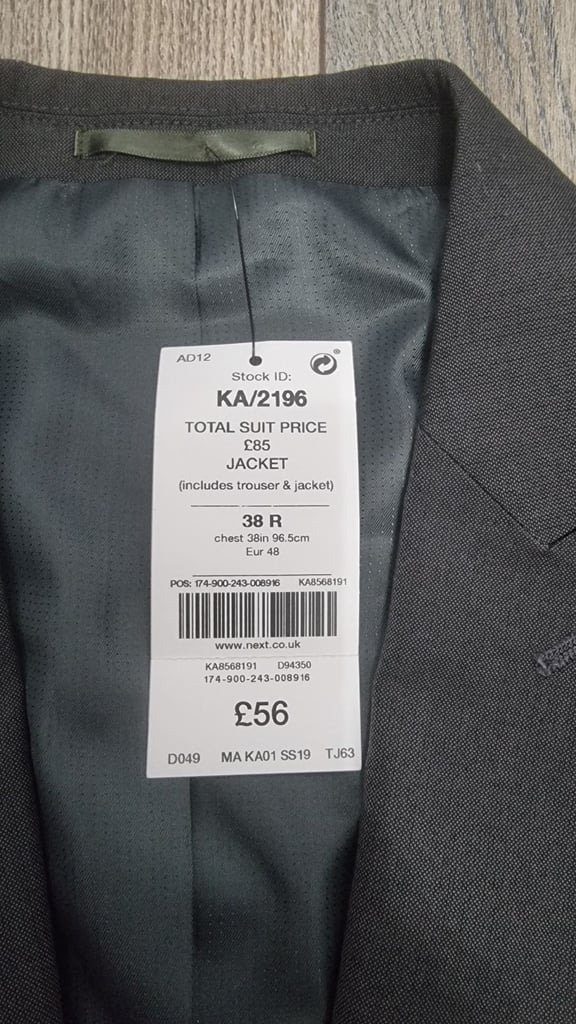 AD12
®
Stock ID:
KA/2196
TOTAL SUIT PRICE
£85
JACKET
(includes trouser & jacket)
38 R
chest 38in 96.5cm
Eur 48
POS: 174-900-243-008916 KA8568191
www.next.co.uk
KA8568191 D94350
174-900-243-008916
£56
D049 MA KA01 SS19 TJ63